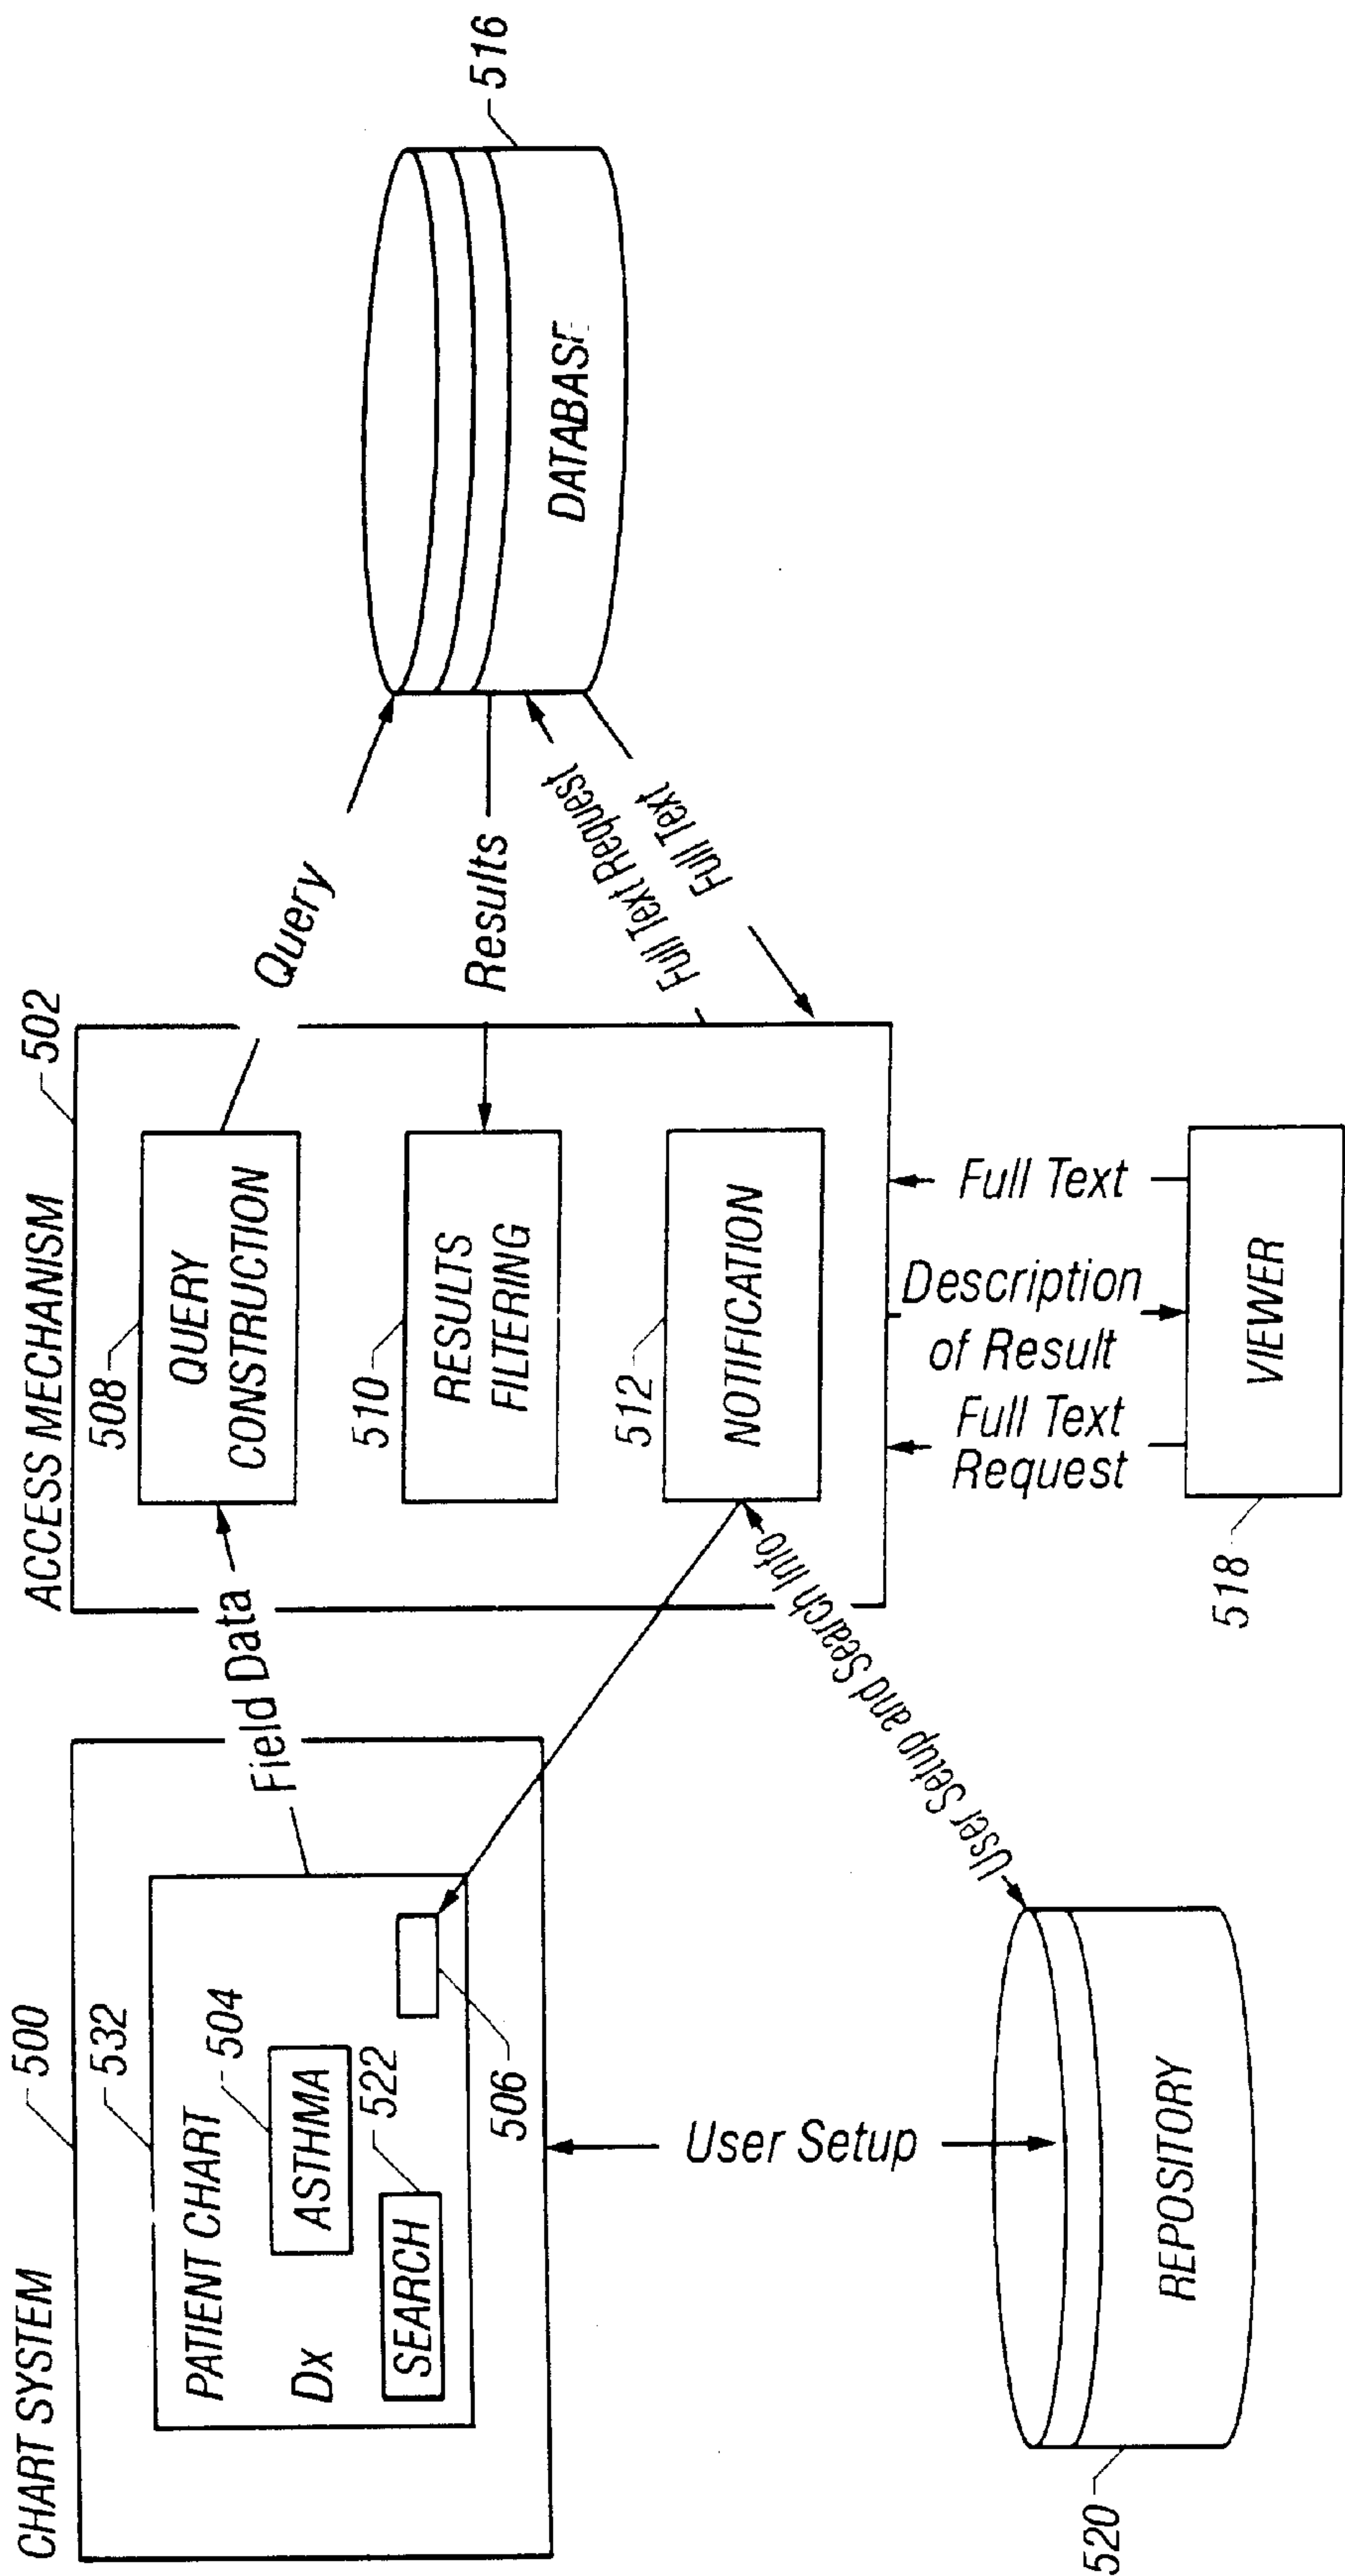 CHART SYSTEM
500
532
PATIENT CHART
504
Dx
ASTHMA
522
SEARCH
506
Field Data
User Setup
REPOSITORY
520
User Setup and Search Into
ACCESS MECHANISM
502
508
QUERY
CONSTRUCTION
510
RESULTS
FILTERING
512
NOTIFICATION
Query
Results
Full Text Request
Full Text
DATABASE
516
Full Text
Description
of Result
Full Text
Request
VIEWER
518